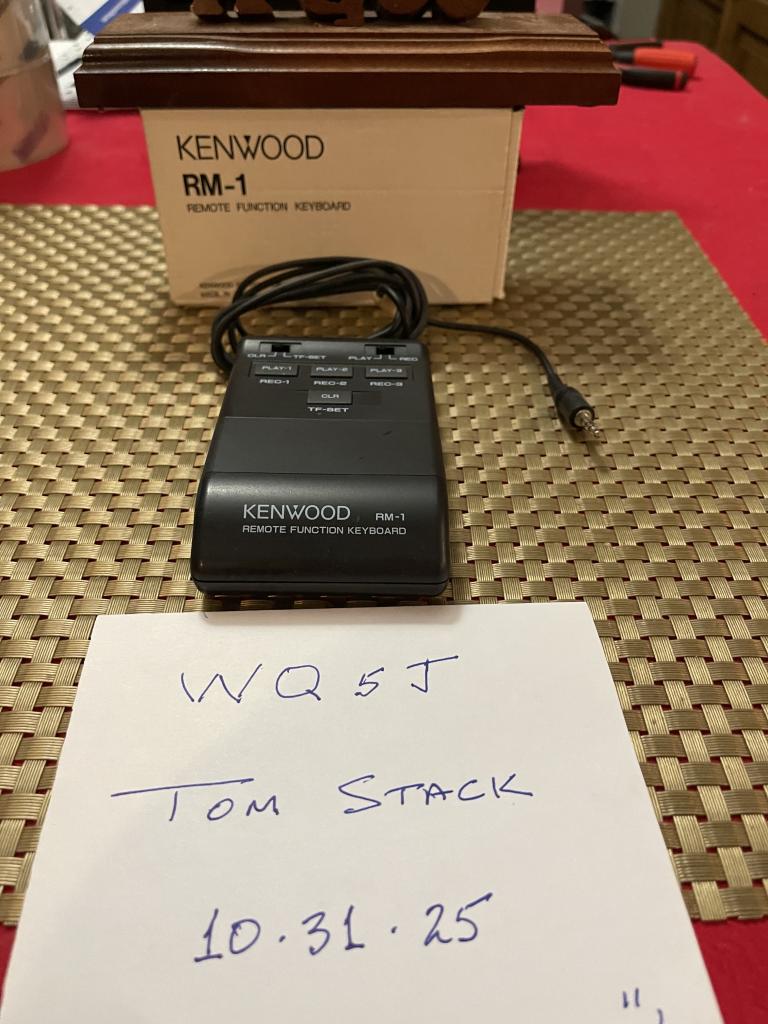 KENWOOD
RM-1
REMOTE FUNCTION KEYBOARD
CLR TF-SET PLAY REC
PLAY-1 PLAY-2 PLAY-3
REC-1 REC-2 REC-3
CLR
TF-SET
KENWOOD RM-1
REMOTE FUNCTION KEYBOARD
WQ5J
TOM STACK
10.31.25